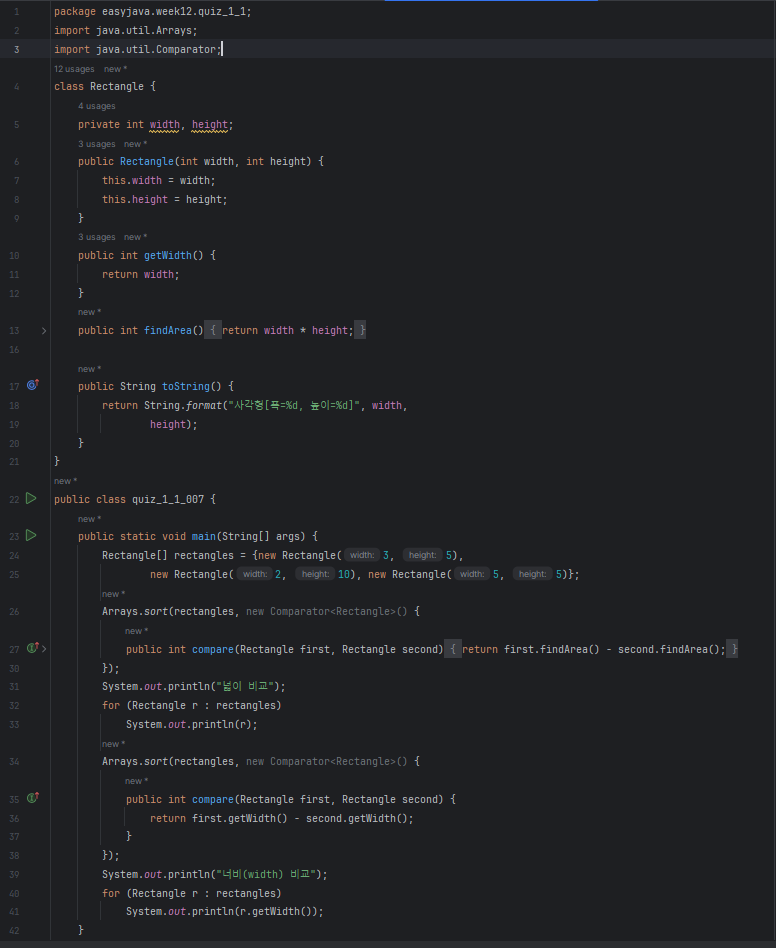 1 package easyjava.week12.quiz_1_1;
2 import java.util.Arrays;
3 import java.util.Comparator;
12 usages new *
4 class Rectangle {
4 usages
5 private int width, height;
3 usages new *
6 public Rectangle(int width, int height) {
7 this.width = width;
8 this.height = height;
9 }
3 usages new *
10 public int getWidth() {
11 return width;
12 }
new *
13 public int findArea() { return width * height; }
16
new *
17 public String toString() {
18 return String.format("사각형[폭=%d, 높이=%d]", width,
19 height);
20 }
21 }
new *
22 public class quiz_1_1_007 {
new *
23 public static void main(String[] args) {
24 Rectangle[] rectangles = {new Rectangle( width: 3, height: 5),
25 new Rectangle( width: 2, height: 10), new Rectangle( width: 5, height: 5)};
new *
26 Arrays.sort(rectangles, new Comparator<Rectangle>() {
new *
27 public int compare(Rectangle first, Rectangle second) { return first.findArea() - second.findArea(); }
30 });
31 System.out.println("넓이 비교");
32 for (Rectangle r : rectangles)
33 System.out.println(r);
new *
34 Arrays.sort(rectangles, new Comparator<Rectangle>() {
new *
35 public int compare(Rectangle first, Rectangle second) {
36 return first.getWidth() - second.getWidth();
37 }
38 });
39 System.out.println("너비(width) 비교");
40 for (Rectangle r : rectangles)
41 System.out.println(r.getWidth());
42 }